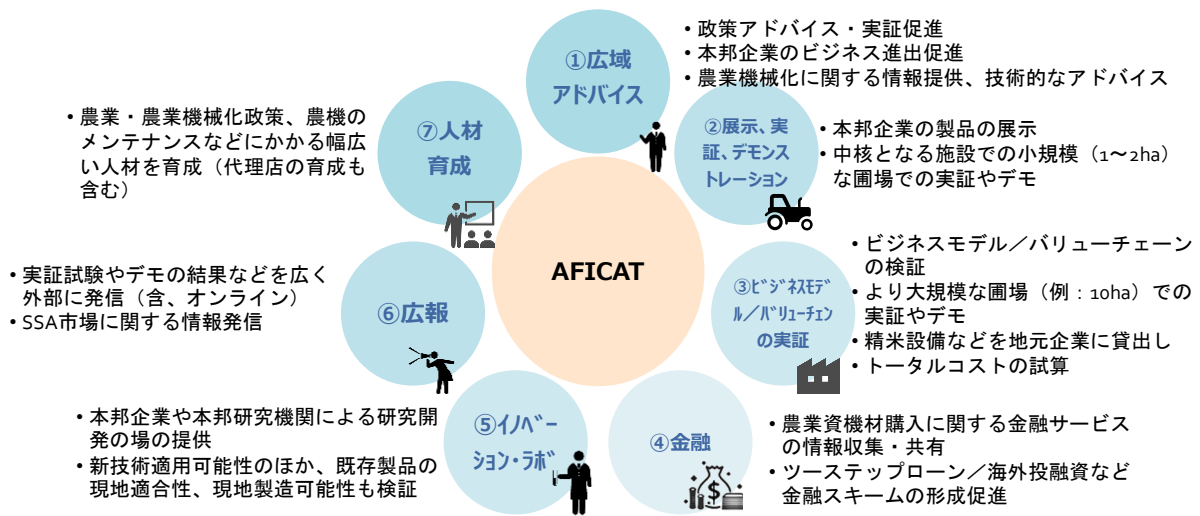 ①広域
アドバイス
• 政策アドバイス・実証促進
• 本邦企業のビジネス進出促進
• 農業機械化に関する情報提供、技術的なアドバイス
②展示、実
証、デモンス
トレーション
• 本邦企業の製品の展示
• 中核となる施設での小規模（1～2ha）
な圃場での実証やデモ
③ﾋﾞｼﾞﾈｽﾓﾃﾞ
ﾙ／ﾊﾞﾘｭｰﾁｪﾝ
の実証
• ビジネスモデル／バリューチェーン
の検証
• より大規模な圃場（例：10ha）での
実証やデモ
• 精米設備などを地元企業に貸出し
• トータルコストの試算
④金融
• 農業資機材購入に関する金融サービス
の情報収集・共有
• ツーステップローン／海外投融資など
金融スキームの形成促進
⑤ｲﾉﾍﾞｰ
ｼｮﾝ・ﾗﾎﾞ
• 本邦企業や本邦研究機関による研究開
発の場の提供
• 新技術適用可能性のほか、既存製品の
現地適合性、現地製造可能性も検証
⑥広報
• 実証試験やデモの結果などを広く
外部に発信（含、オンライン）
• SSA市場に関する情報発信
⑦人材
育成
• 農業・農業機械化政策、農機の
メンテナンスなどにかかる幅広
い人材を育成（代理店の育成も
含む）
AFICAT